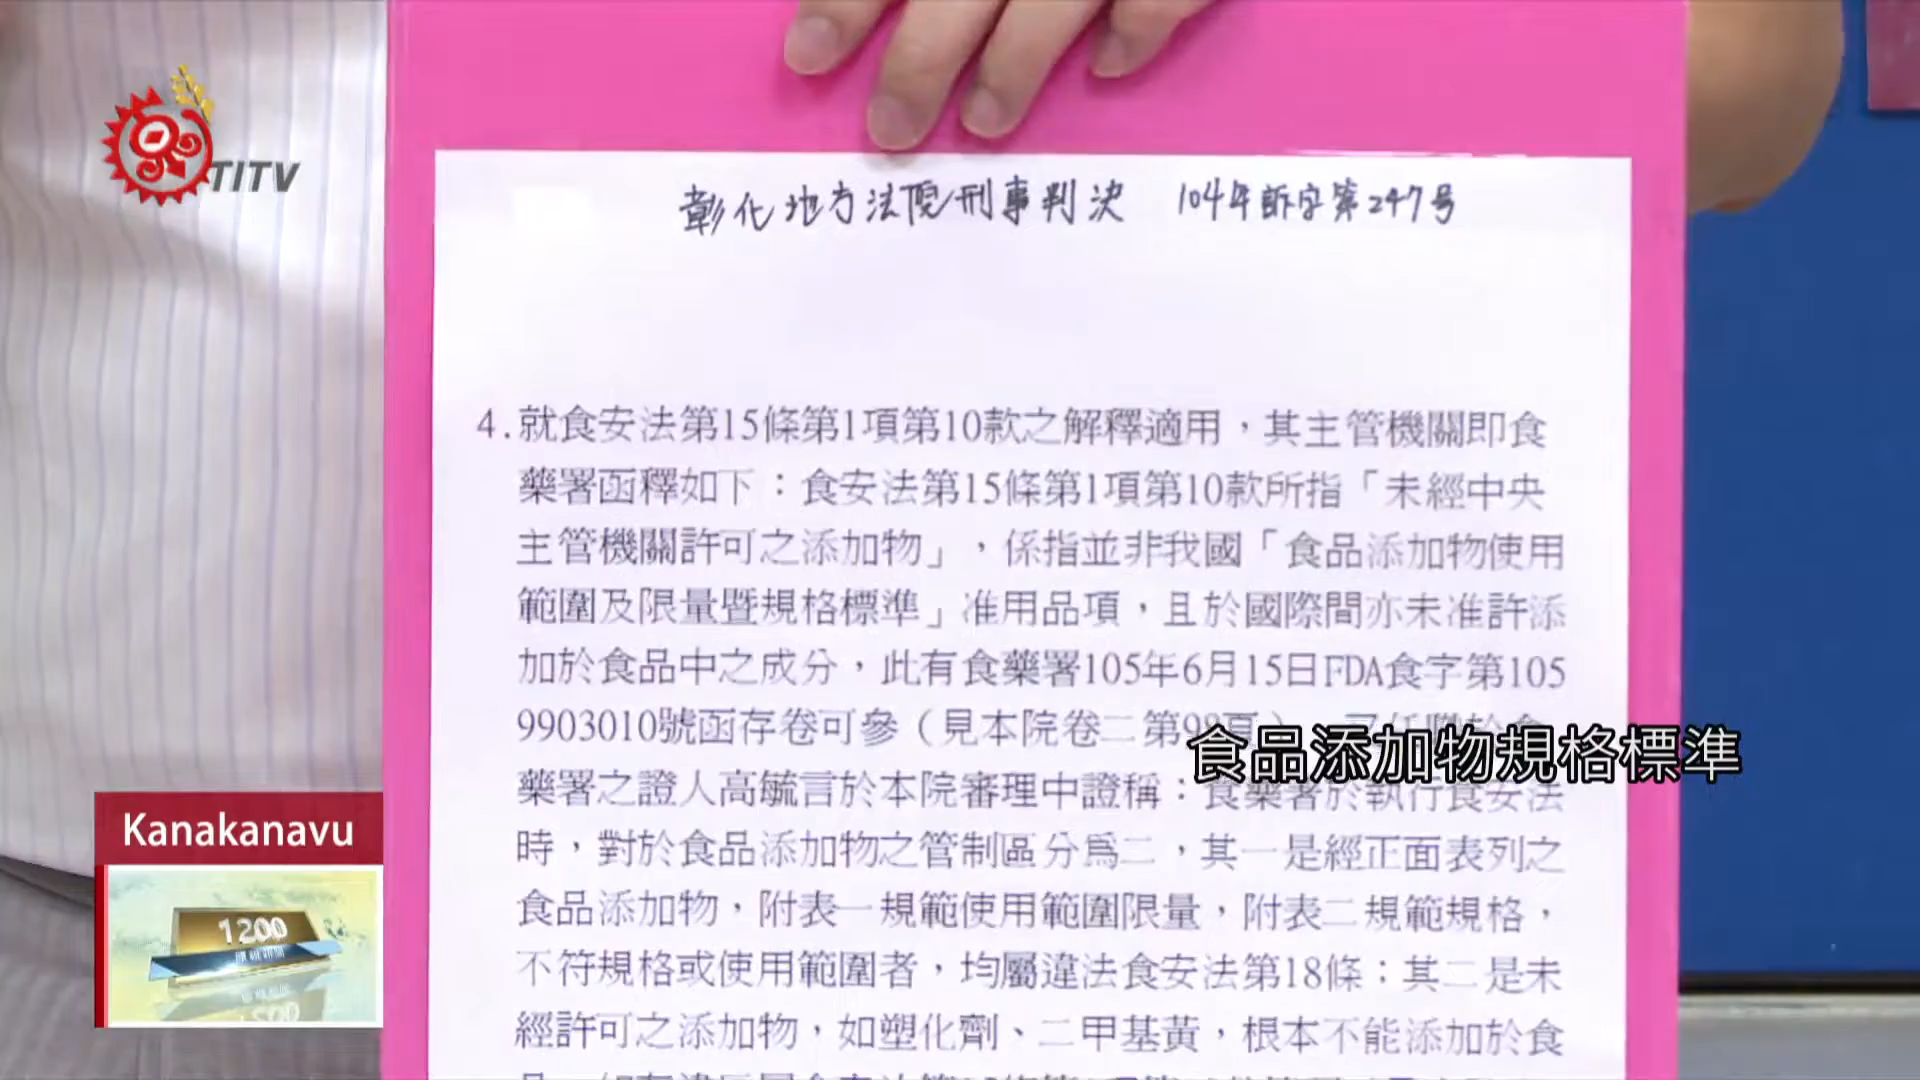 TITV
彰化地方法院刑事判決 104年訴字第247号
4.就食安法第15條第1項第10款之解釋適用，其主管機關即食
藥署函釋如下：食安法第15條第1項第10款所指「未經中央
主管機關許可之添加物」，係指並非我國「食品添加物使用
範圍及限量暨規格標準」准用品項，且於國際間亦未准許添
加於食品中之成分，此有食藥署105年6月15日FDA食字第105
9903010號函存卷可參（見本院卷二第98頁）
食品添加物規格標準
藥署之證人高毓言於本院審理中證稱：食藥署於執行食安法
時，對於食品添加物之管制區分為二，其一是經正面表列之
食品添加物，附表一規範使用範圍限量，附表二規範規格，
不符規格或使用範圍者，均屬違法食安法第18條；其二是未
經許可之添加物，如塑化劑、二甲基黃，根本不能添加於食
Kanakanavu
1200